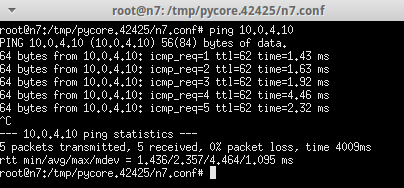 root@n7: /tmp/pycore.42425/n7.conf
root@n7:/tmp/pycore.42425/n7.conf# ping 10.0.4.10
PING 10.0.4.10 (10.0.4.10) 56(84) bytes of data.
64 bytes from 10.0.4.10: icmp_req=1 ttl=62 time=1.43 ms
64 bytes from 10.0.4.10: icmp_req=2 ttl=62 time=1.63 ms
64 bytes from 10.0.4.10: icmp_req=3 ttl=62 time=1.92 ms
64 bytes from 10.0.4.10: icmp_req=4 ttl=62 time=4.46 ms
64 bytes from 10.0.4.10: icmp_req=5 ttl=62 time=2.32 ms
^C
--- 10.0.4.10 ping statistics ---
5 packets transmitted, 5 received, 0% packet loss, time 4009ms
rtt min/avg/max/mdev = 1.436/2.357/4.464/1.095 ms
root@n7:/tmp/pycore.42425/n7.conf#